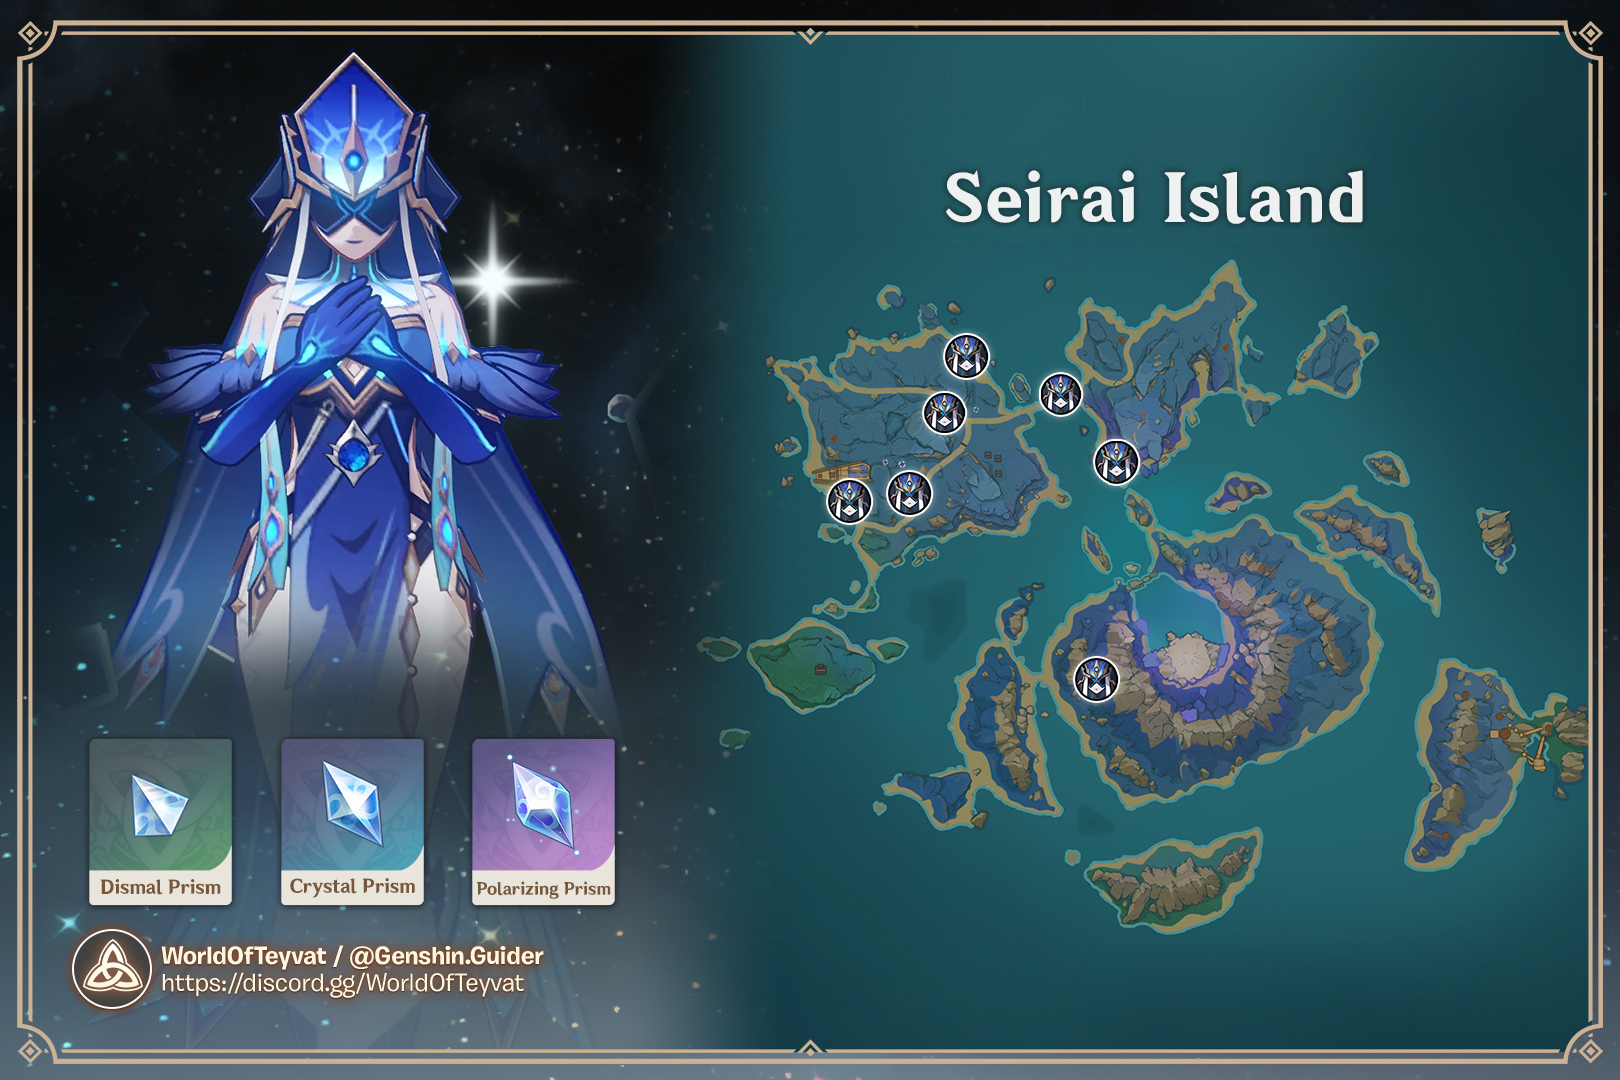 Seirai Island
Dismal Prism
Crystal Prism
Polarizing Prism
WorldOfTeyvat / @Genshin.Guider
https://discord.gg/WorldOfTeyvat